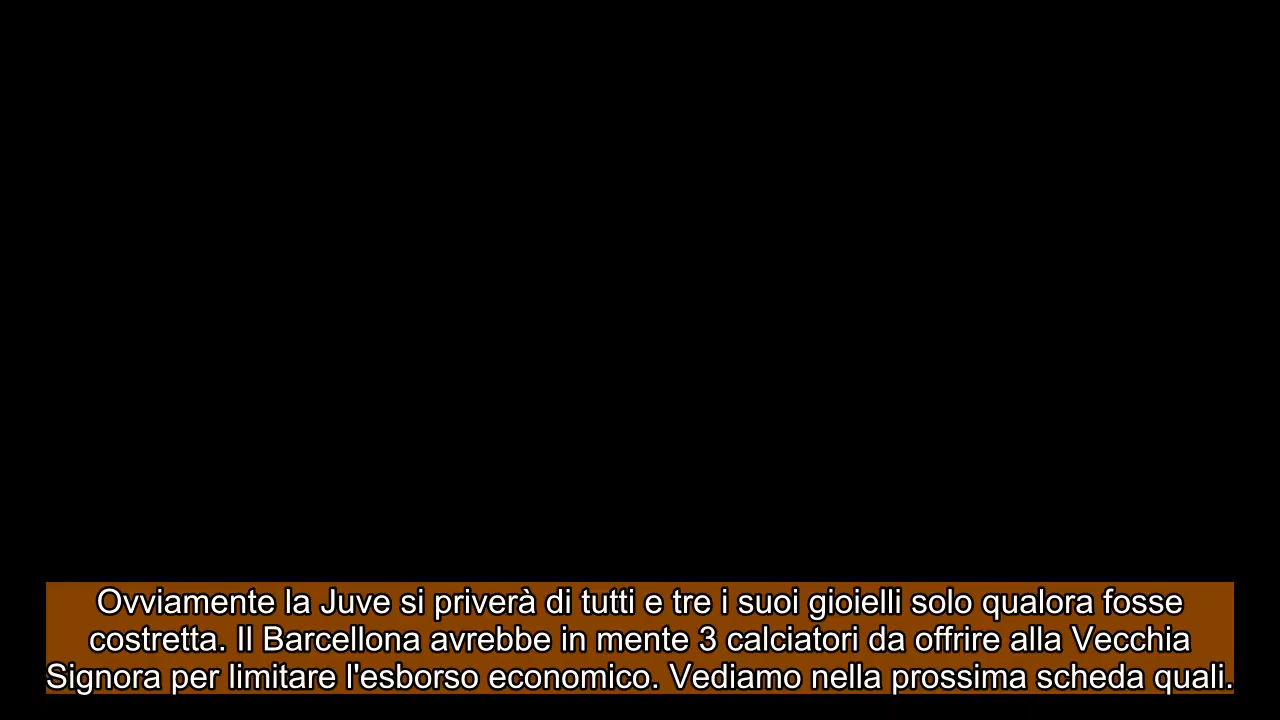 Ovviamente la Juve si priverà di tutti e tre i suoi gioielli solo qualora fosse
costretta. Il Barcellona avrebbe in mente 3 calciatori da offrire alla Vecchia
Signora per limitare l'esborso economico. Vediamo nella prossima scheda quali.